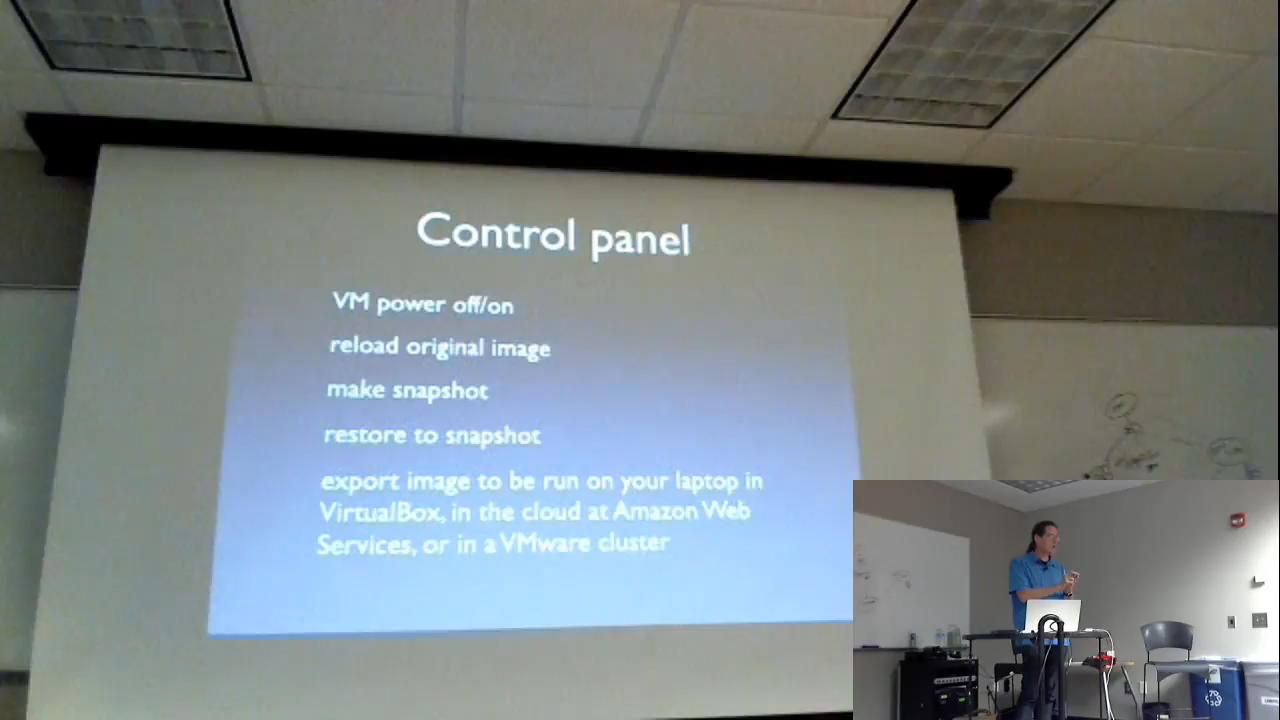 Control panel
VM power off/on
reload original image
make snapshot
restore to snapshot
export image to be run on your laptop in
VirtualBox, in the cloud at Amazon Web
Services, or in a VMware cluster